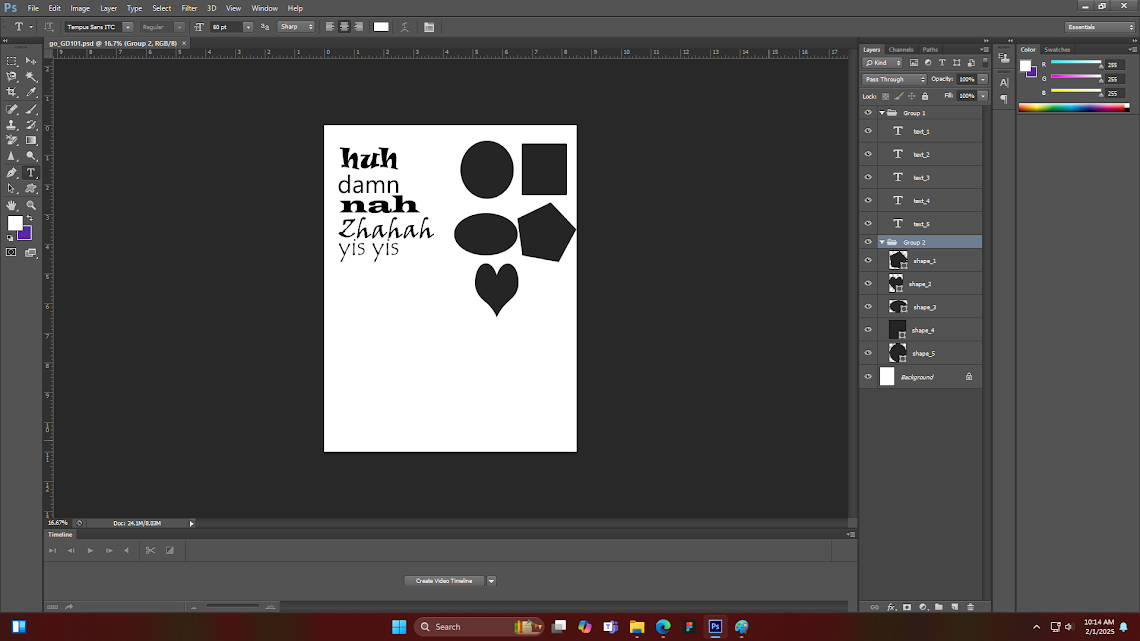 Ps File Edit Image Layer Type Select Filter 3D View Window Help
T Tempus Sans ITC Regular 60 pt Sharp Essentials
go_GD101.psd @ 16.7% (Group 2, RGB/8) ×
huh
damn
nah
Zhahah
yis yis
16.67% Doc: 24.1M/8.03M
Timeline
Create Video Timeline
Layers Channels Paths
Kind
Pass Through Opacity: 100%
Lock: Fill: 100%
Group 1
T text_1
T text_2
T text_3
T text_4
T text_5
Group 2
shape_1
shape_2
shape_3
shape_4
shape_5
Background
fx
Color Swatches
R 255
G 255
B 255
Search
Ps
10:14 AM
2/1/2025